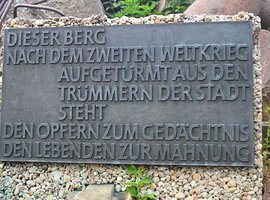 DIESER BERG
NACH DEM ZWEITEN WELTKRIEG
AUFGETÜRMT AUS DEN
TRÜMMERN DER STADT
STEHT
DEN OPFERN ZUM GEDÄCHTNIS
DEN LEBENDEN ZUR MAHNUNG